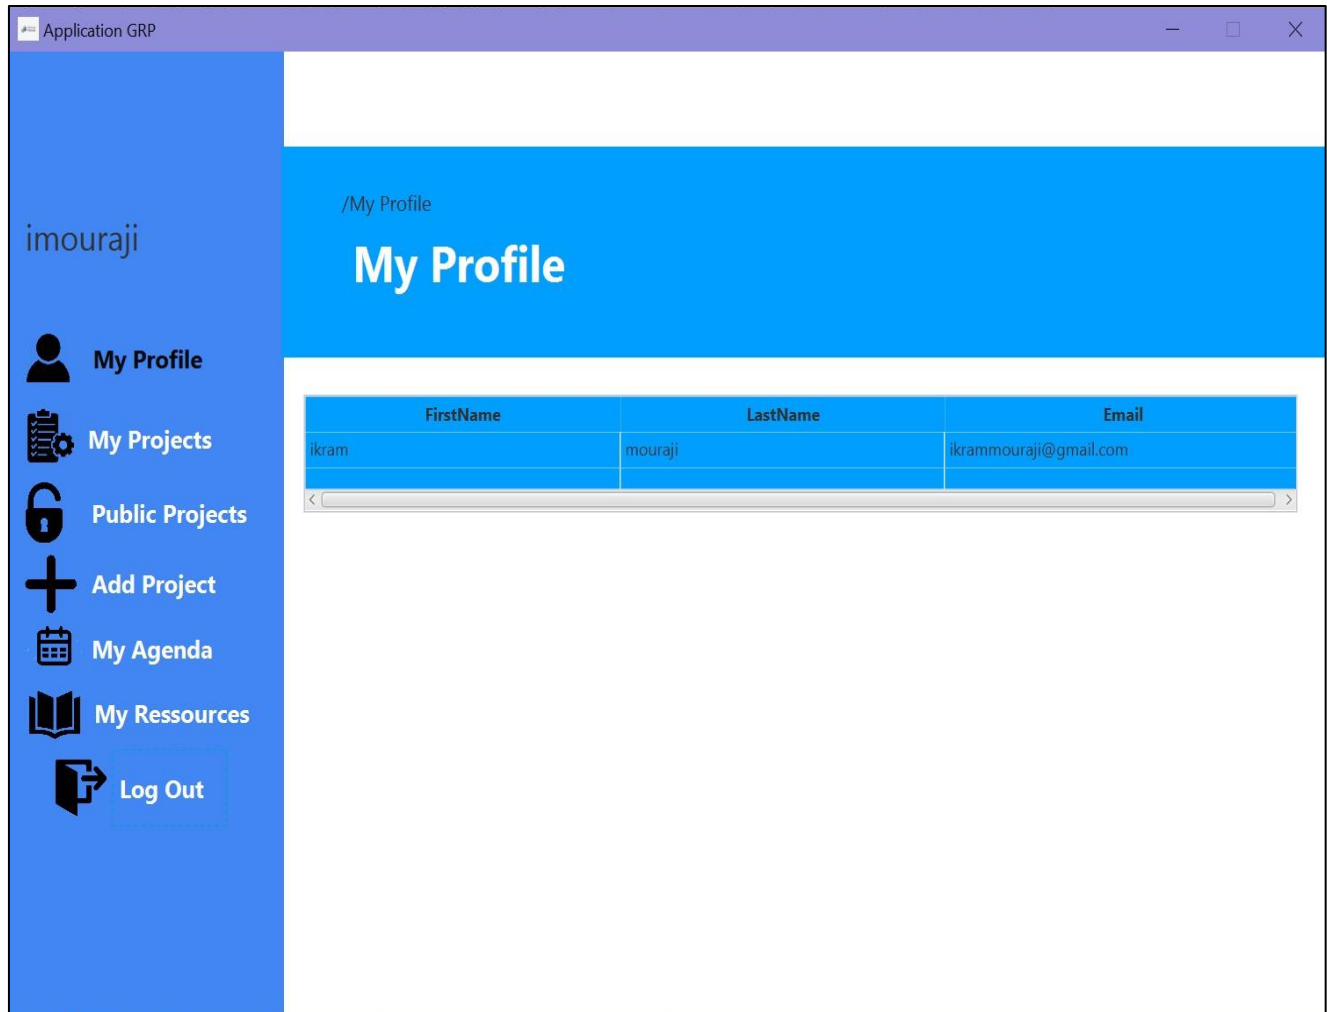 Application GRP
imouraji
My Profile
My Projects
Public Projects
Add Project
My Agenda
My Ressources
Log Out
/My Profile
My Profile
FirstName LastName Email
ikram mouraji ikrammouraji@gmail.com